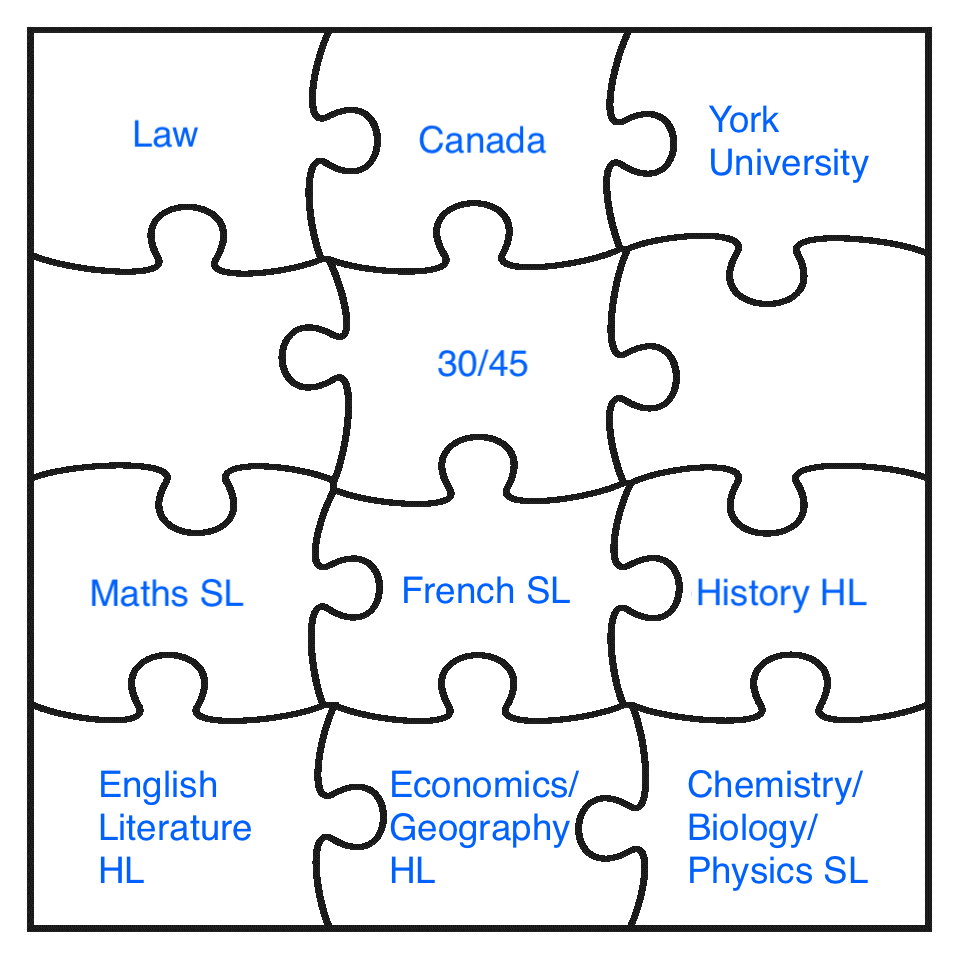 Law
Canada
York
University
30/45
Maths SL
French SL
History HL
English
Literature
HL
Economics/
Geography
HL
Chemistry/
Biology/
Physics SL